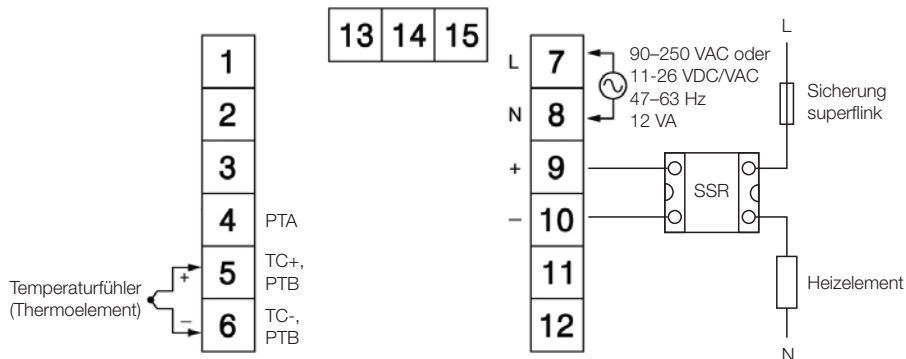 13 14 15
1
2
3
4 PTA
5 TC+,
PTB
6 TC-,
PTB
+
–
Temperaturfühler
(Thermoelement)
L 7
N 8
+ 9
– 10
11
12
90–250 VAC oder
11-26 VDC/VAC
47–63 Hz
12 VA
SSR
L
Sicherung
superflink
Heizelement
N